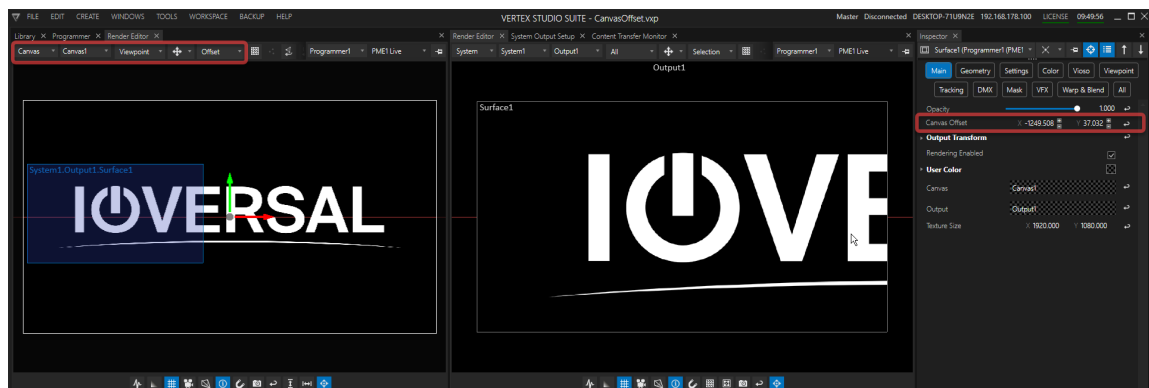 FILE EDIT CREATE WINDOWS TOOLS WORKSPACE BACKUP HELP
VERTEX STUDIO SUITE - CanvasOffset.vxp
Master Disconnected DESKTOP-71U9N2E 192.168.178.100 LICENSE 09:49:56
Library Programmer Render Editor
Canvas Canvas1 Viewpoint Offset Programmer1 PME1 Live
System1.Output1.Surface1
IOVERSAL
Render Editor System Output Setup Content Transfer Monitor
System System1 Output1 All Selection Programmer1 PME1 Live
Output1
Surface1
IOVE
Inspector
Surface1 (Programmer1 (PME1
Main Geometry Settings Color Vioso Viewpoint
Tracking DMX Mask VFX Warp & Blend All
Opacity 1.000
Canvas Offset X -1249.508 Y 37.032
Output Transform
Rendering Enabled
User Color
Canvas Canvas1
Output Output1
Texture Size X 1920.000 Y 1080.000